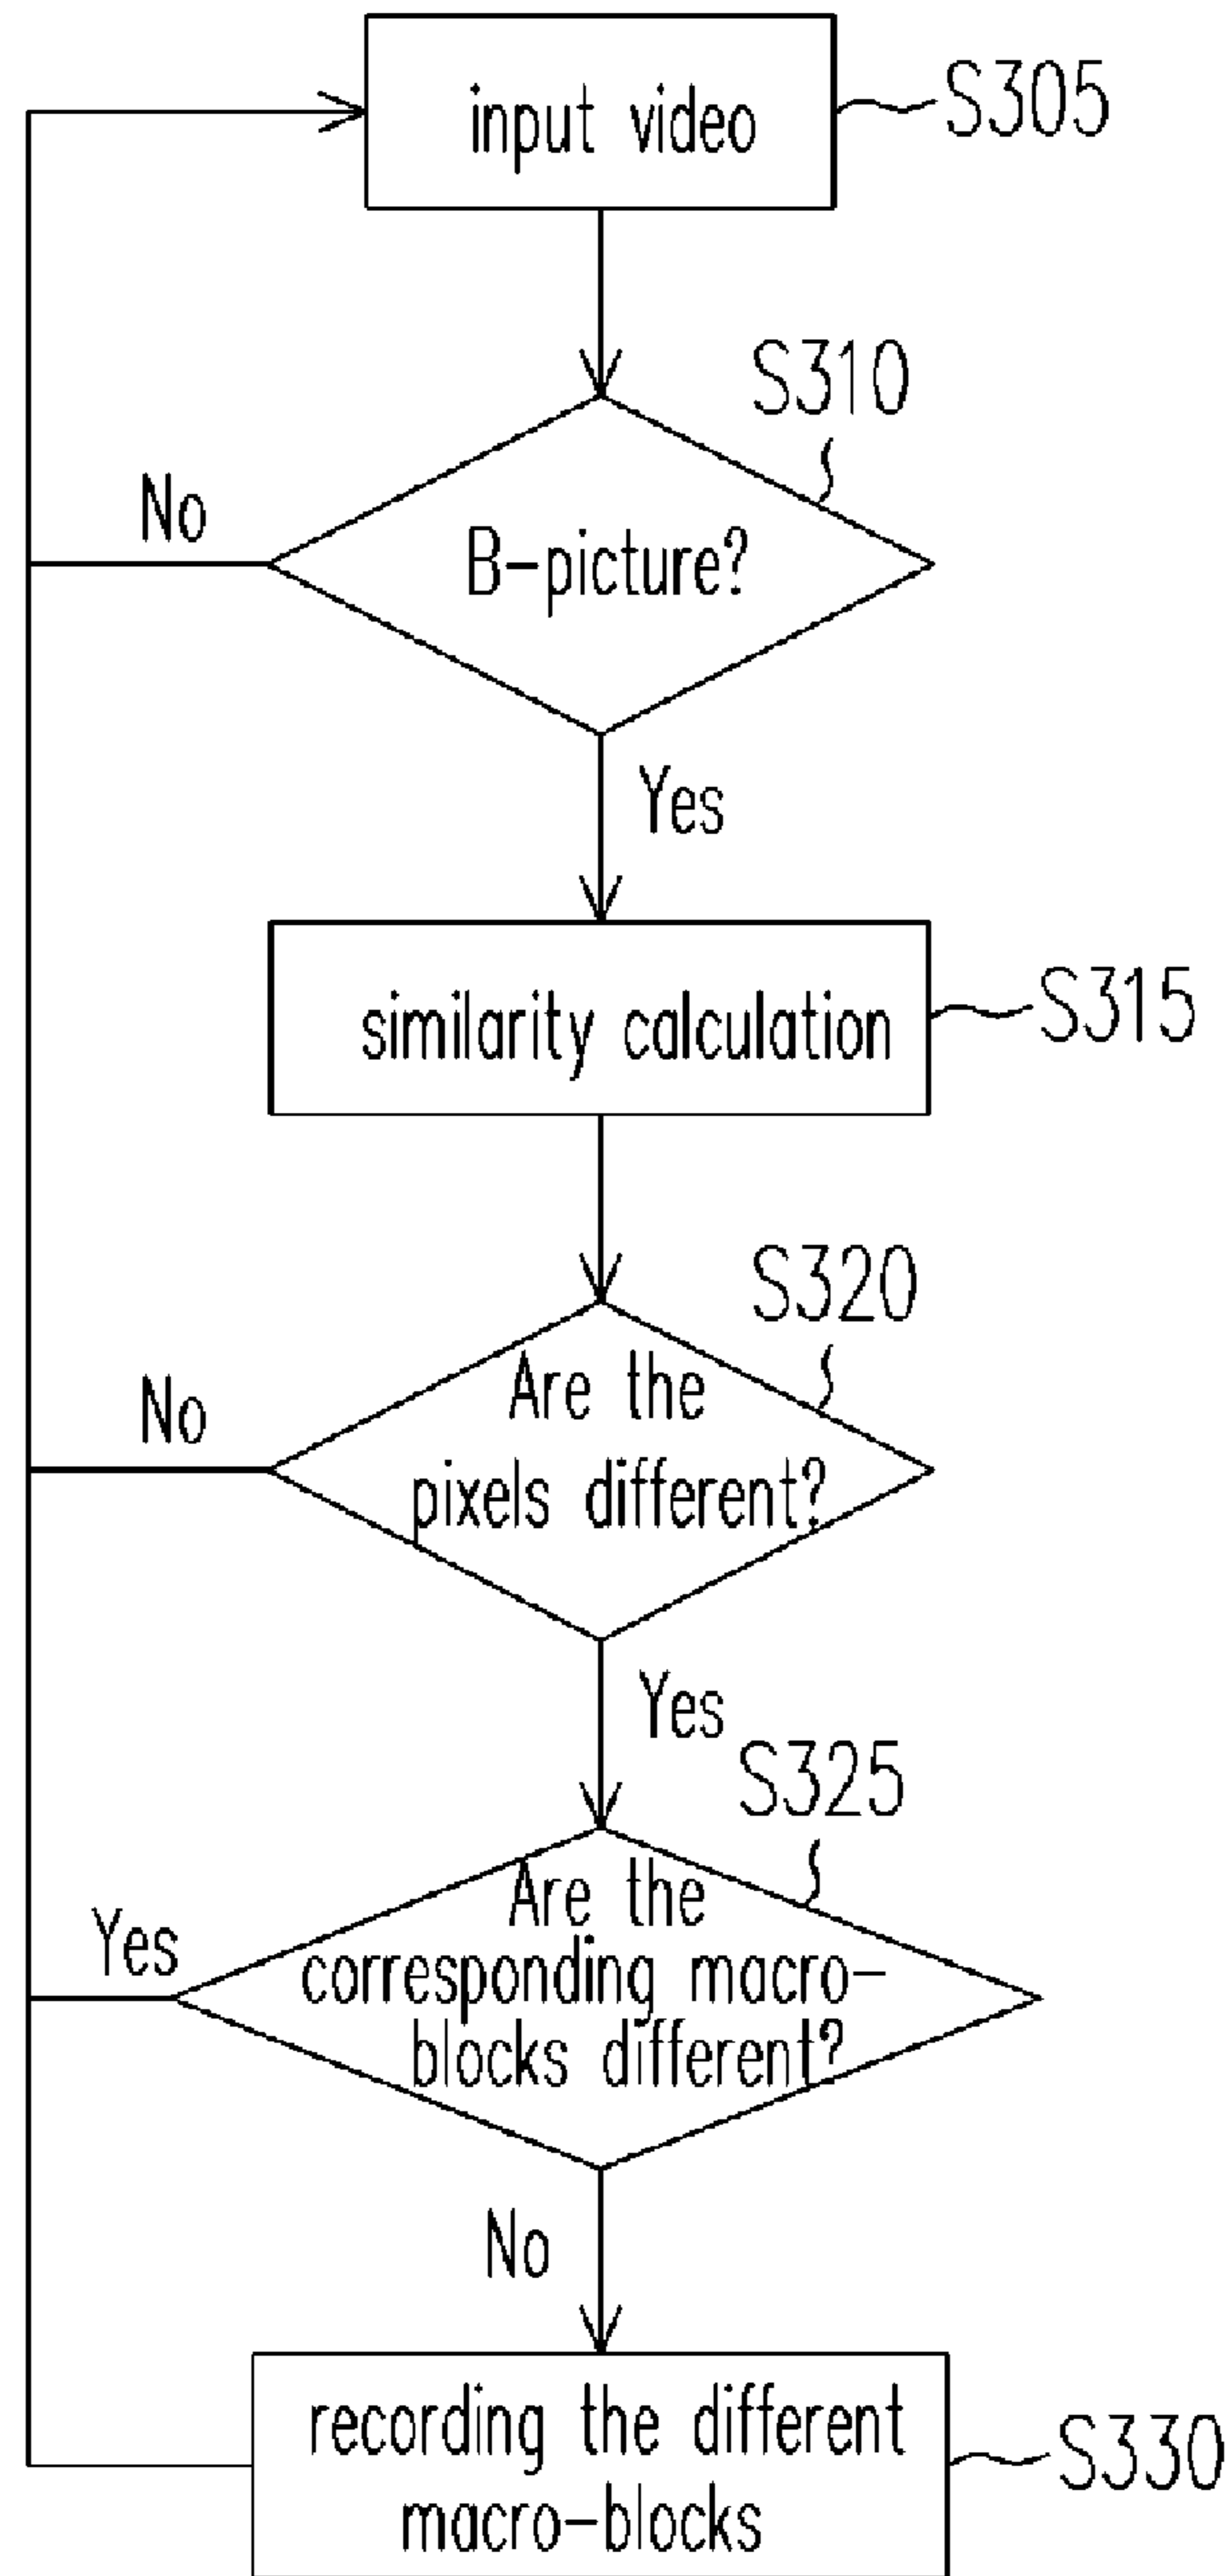 input video
S305
S310
No
B-picture?
Yes
similarity calculation
S315
S320
No
Are the
pixels different?
Yes
S325
Yes
Are the
corresponding macro-
blocks different?
No
recording the different
macro-blocks
S330